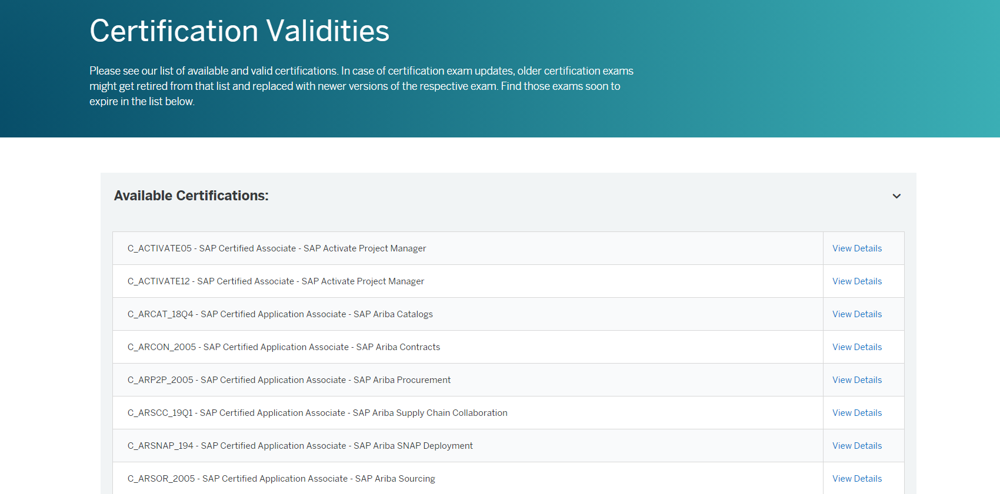 Certification Validities
Please see our list of available and valid certifications. In case of certification exam updates, older certification exams
might get retired from that list and replaced with newer versions of the respective exam. Find those exams soon to
expire in the list below.
Available Certifications:
C_ACTIVATE05 - SAP Certified Associate - SAP Activate Project Manager View Details
C_ACTIVATE12 - SAP Certified Associate - SAP Activate Project Manager View Details
C_ARCAT_18Q4 - SAP Certified Application Associate - SAP Ariba Catalogs View Details
C_ARCON_2005 - SAP Certified Application Associate - SAP Ariba Contracts View Details
C_ARP2P_2005 - SAP Certified Application Associate - SAP Ariba Procurement View Details
C_ARSCC_19Q1 - SAP Certified Application Associate - SAP Ariba Supply Chain Collaboration View Details
C_ARSNAP_194 - SAP Certified Application Associate - SAP Ariba SNAP Deployment View Details
C_ARSOR_2005 - SAP Certified Application Associate - SAP Ariba Sourcing View Details